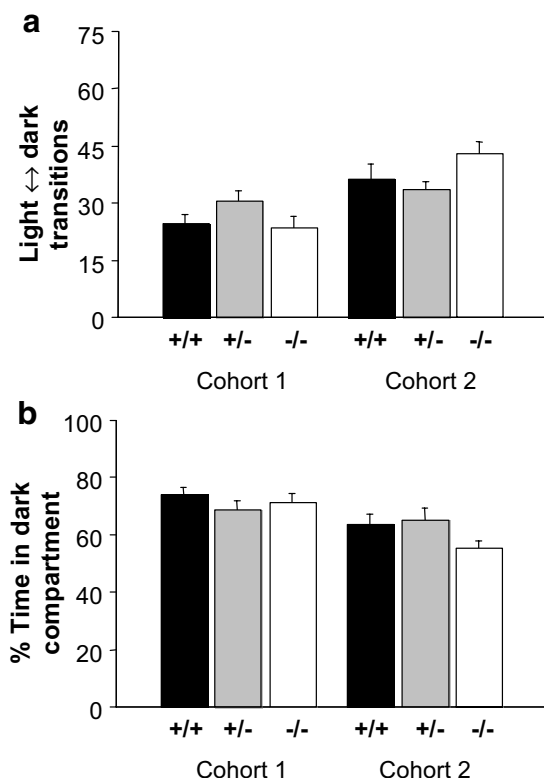 a
Light ↔ dark
transitions
75
60
45
30
15
0
+/+ +/- -/- +/+ +/- -/-
Cohort 1 Cohort 2
b
% Time in dark
compartment
100
80
60
40
20
0
+/+ +/- -/- +/+ +/- -/-
Cohort 1 Cohort 2